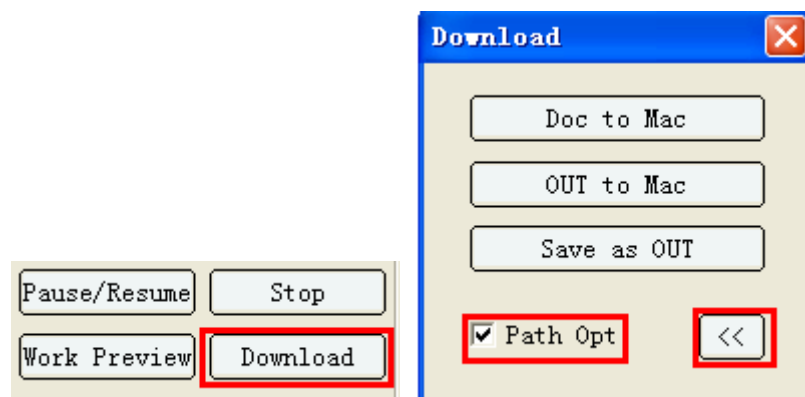 Download
Doc to Mac
OUT to Mac
Save as OUT
Pause/Resume Stop
Path Opt <<
Work Preview Download